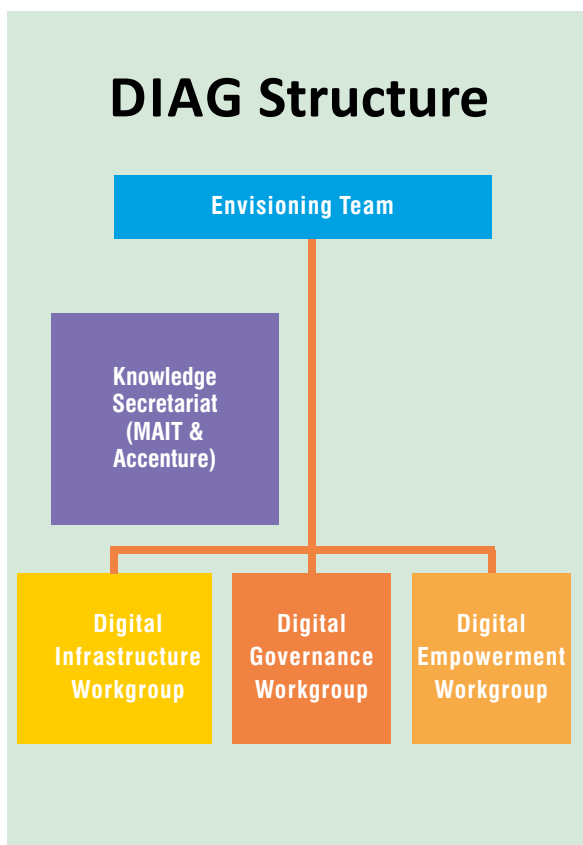 DIAG Structure
Envisioning Team
Knowledge
Secretariat
(MAIT &
Accenture)
Digital
Infrastructure
Workgroup
Digital
Governance
Workgroup
Digital
Empowerment
Workgroup